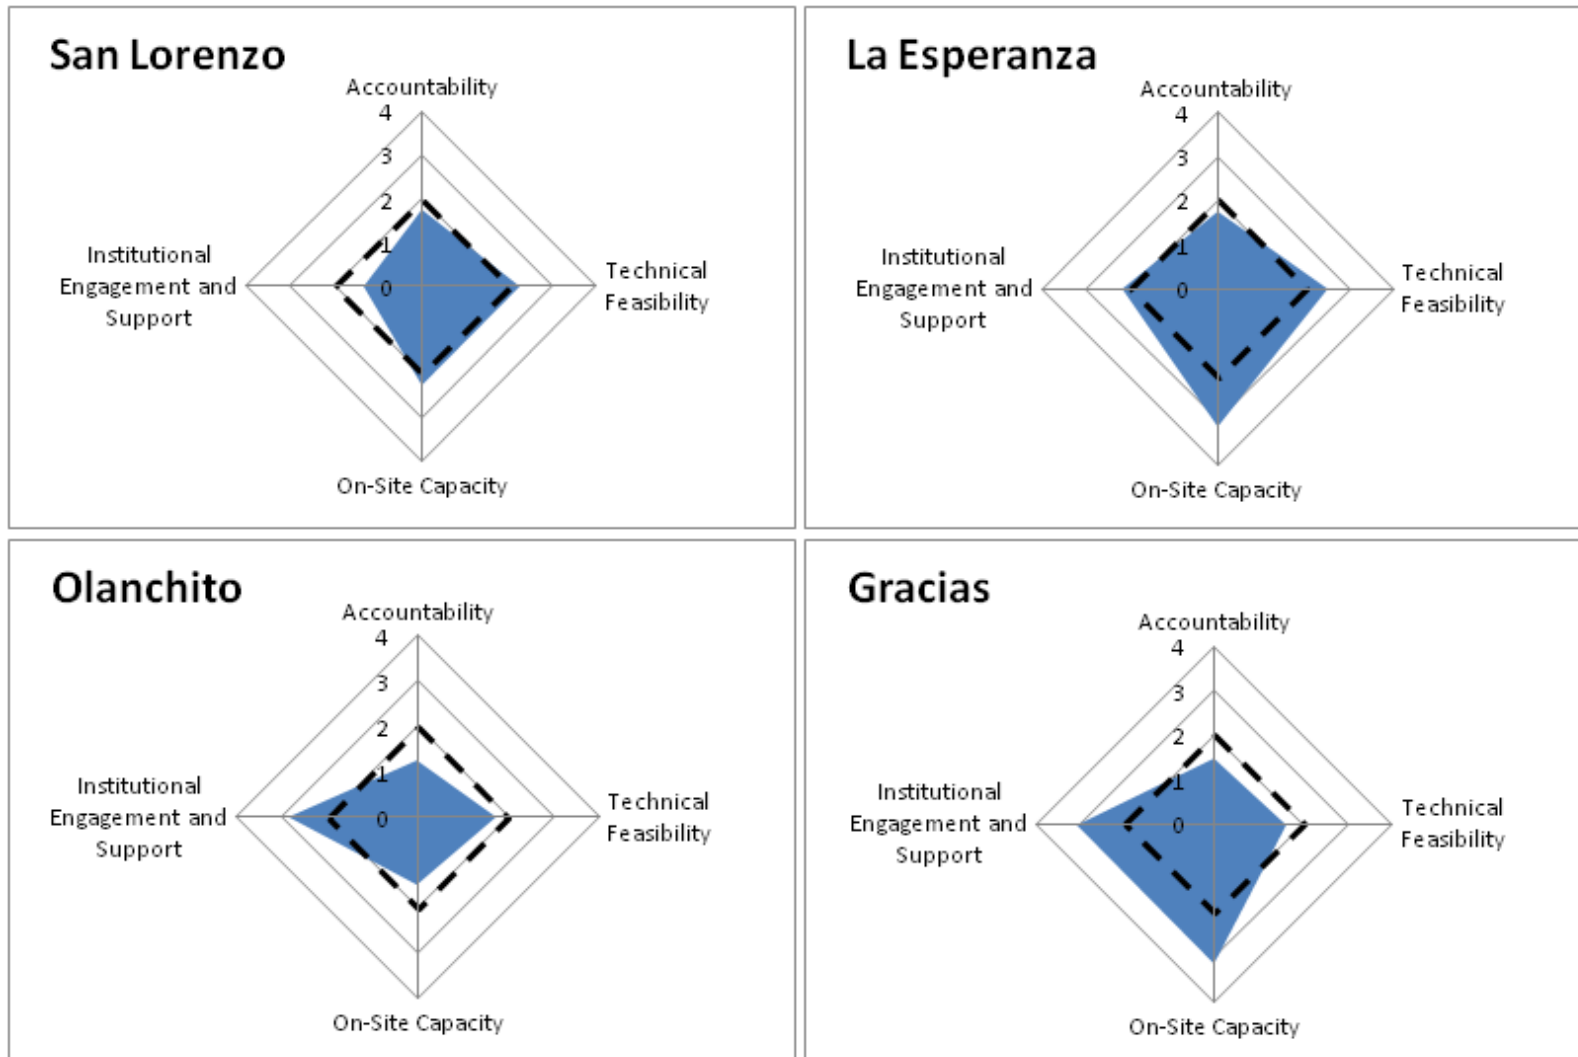 San Lorenzo
Accountability
4
3
2
1
0
Institutional
Engagement and
Support
Technical
Feasibility
On-Site Capacity
La Esperanza
Accountability
4
3
2
1
0
Institutional
Engagement and
Support
Technical
Feasibility
On-Site Capacity
Olanchito
Accountability
4
3
2
1
0
Institutional
Engagement and
Support
Technical
Feasibility
On-Site Capacity
Gracias
Accountability
4
3
2
1
0
Institutional
Engagement and
Support
Technical
Feasibility
On-Site Capacity